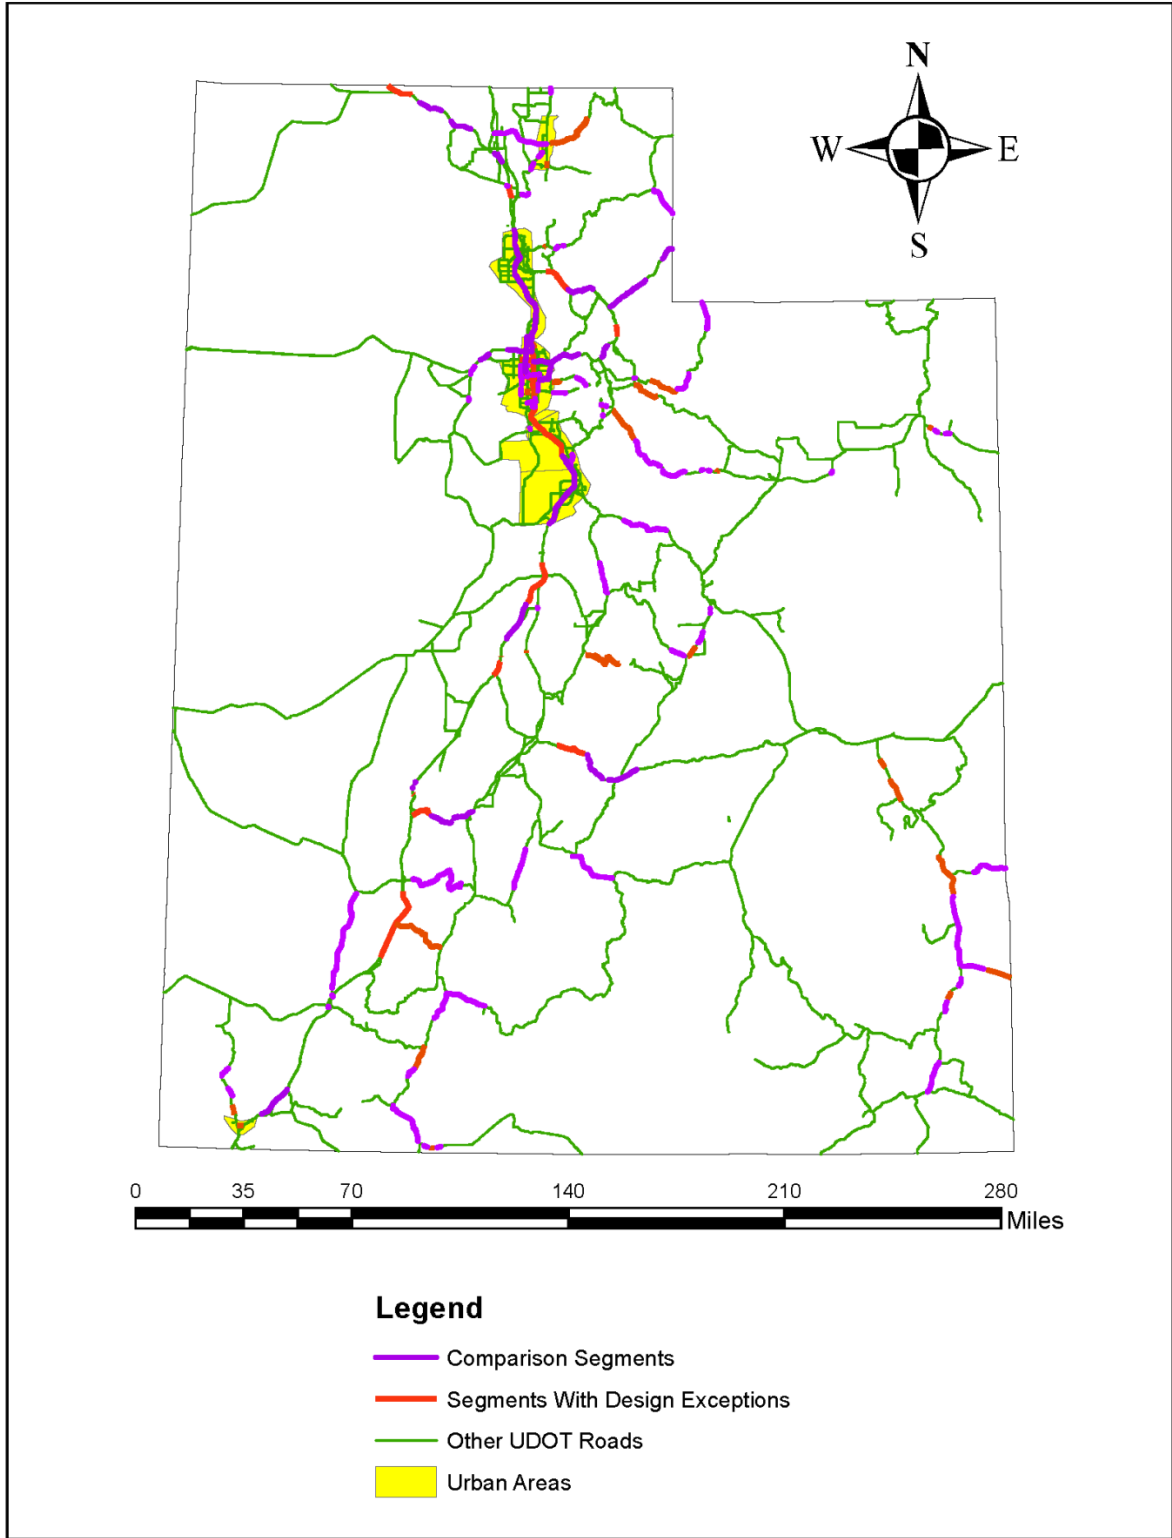 N
W E
S
0 35 70 140 210 280
Miles
Legend
Comparison Segments
Segments With Design Exceptions
Other UDOT Roads
Urban Areas